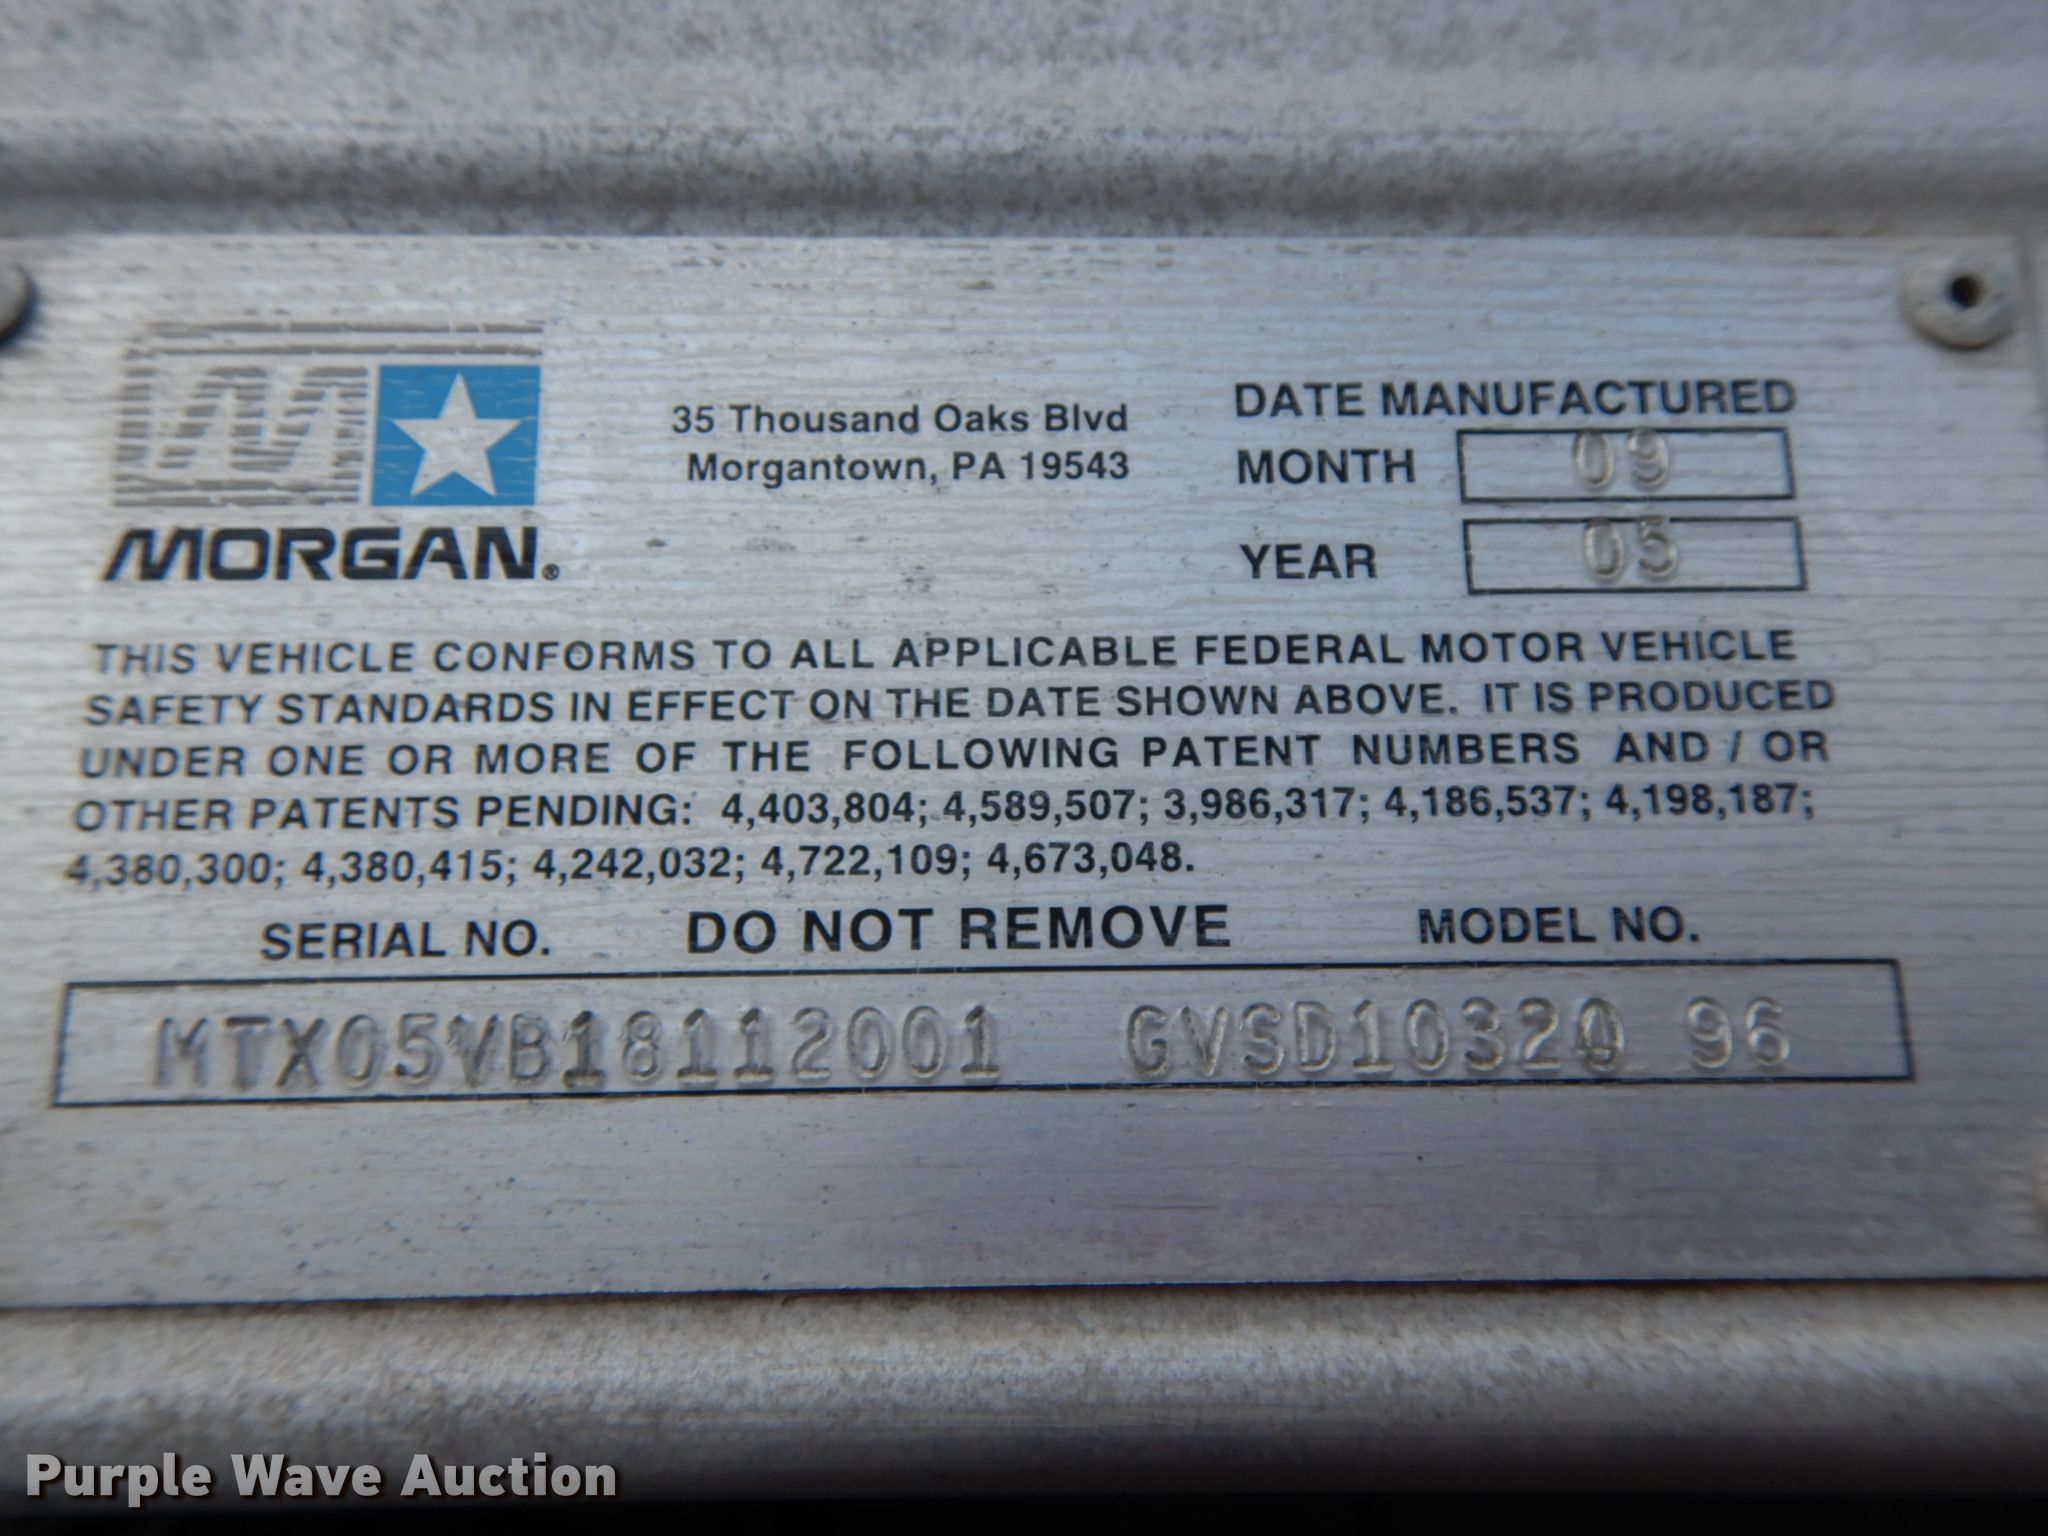 35 Thousand Oaks Blvd
Morgantown, PA 19543
DATE MANUFACTURED
MONTH 09
YEAR 05
MORGAN®
THIS VEHICLE CONFORMS TO ALL APPLICABLE FEDERAL MOTOR VEHICLE
SAFETY STANDARDS IN EFFECT ON THE DATE SHOWN ABOVE. IT IS PRODUCED
UNDER ONE OR MORE OF THE FOLLOWING PATENT NUMBERS AND / OR
OTHER PATENTS PENDING: 4,403,804; 4,589,507; 3,986,317; 4,186,537; 4,198,187;
4,380,300; 4,380,415; 4,242,032; 4,722,109; 4,673,048.
SERIAL NO. DO NOT REMOVE MODEL NO.
MTX05VB18112001 96
Purple Wave Auction